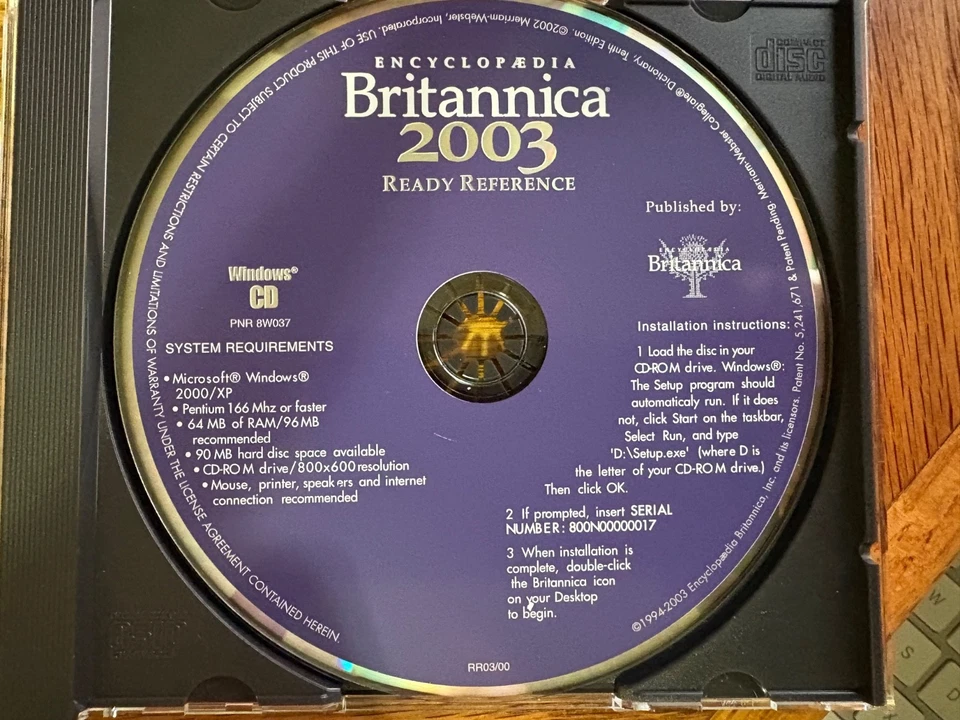 ENCYCLOPÆDIA
Britannica®
2003
READY REFERENCE
Published by:
ENCYCLOPÆDIA
Britannica
Windows®
CD
PNR 8W037
SYSTEM REQUIREMENTS
• Microsoft® Windows®
2000/XP
• Pentium 166 Mhz or faster
• 64 MB of RAM/96 MB
recommended
• 90 MB hard disc space available
• CD-ROM drive/800x600 resolution
• Mouse, printer, speakers and internet
connection recommended
Installation instructions:
1 Load the disc in your
CD-ROM drive. Windows®:
The Setup program should
automaticaly run. If it does
not, click Start on the taskbar,
Select Run, and type
'D:\Setup.exe' (where D is
the letter of your CD-ROM drive.)
Then click OK.
2 If prompted, insert SERIAL
NUMBER: 800N00000017
3 When installation is
complete, double-click
the Britannica icon
on your Desktop
to begin.
RR03/00
©1994-2003 Encyclopædia Britannica, Inc. and its licensors. Patent No. 5,241,671 & Patent Pending. Merriam-Webster Collegiate® Dictionary, Tenth Edition. ©2002 Merriam-Webster, Incorporated. USE OF THIS PRODUCT SUBJECT TO CERTAIN RESTRICTIONS AND LIMITATIONS OF WARRANTY UNDER THE LICENSE AGREEMENT CONTAINED HEREIN.
COMPACT
disc
DIGITAL AUDIO
W
S
D